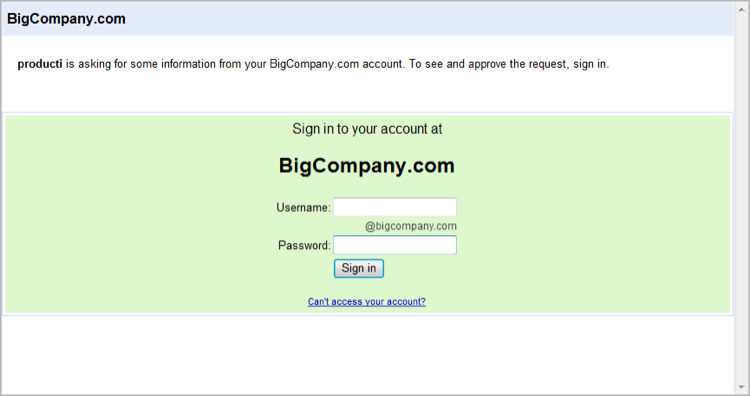 BigCompany.com
producti is asking for some information from your BigCompany.com account. To see and approve the request, sign in.
Sign in to your account at
BigCompany.com
Username:
@bigcompany.com
Password:
Sign in
Can't access your account?